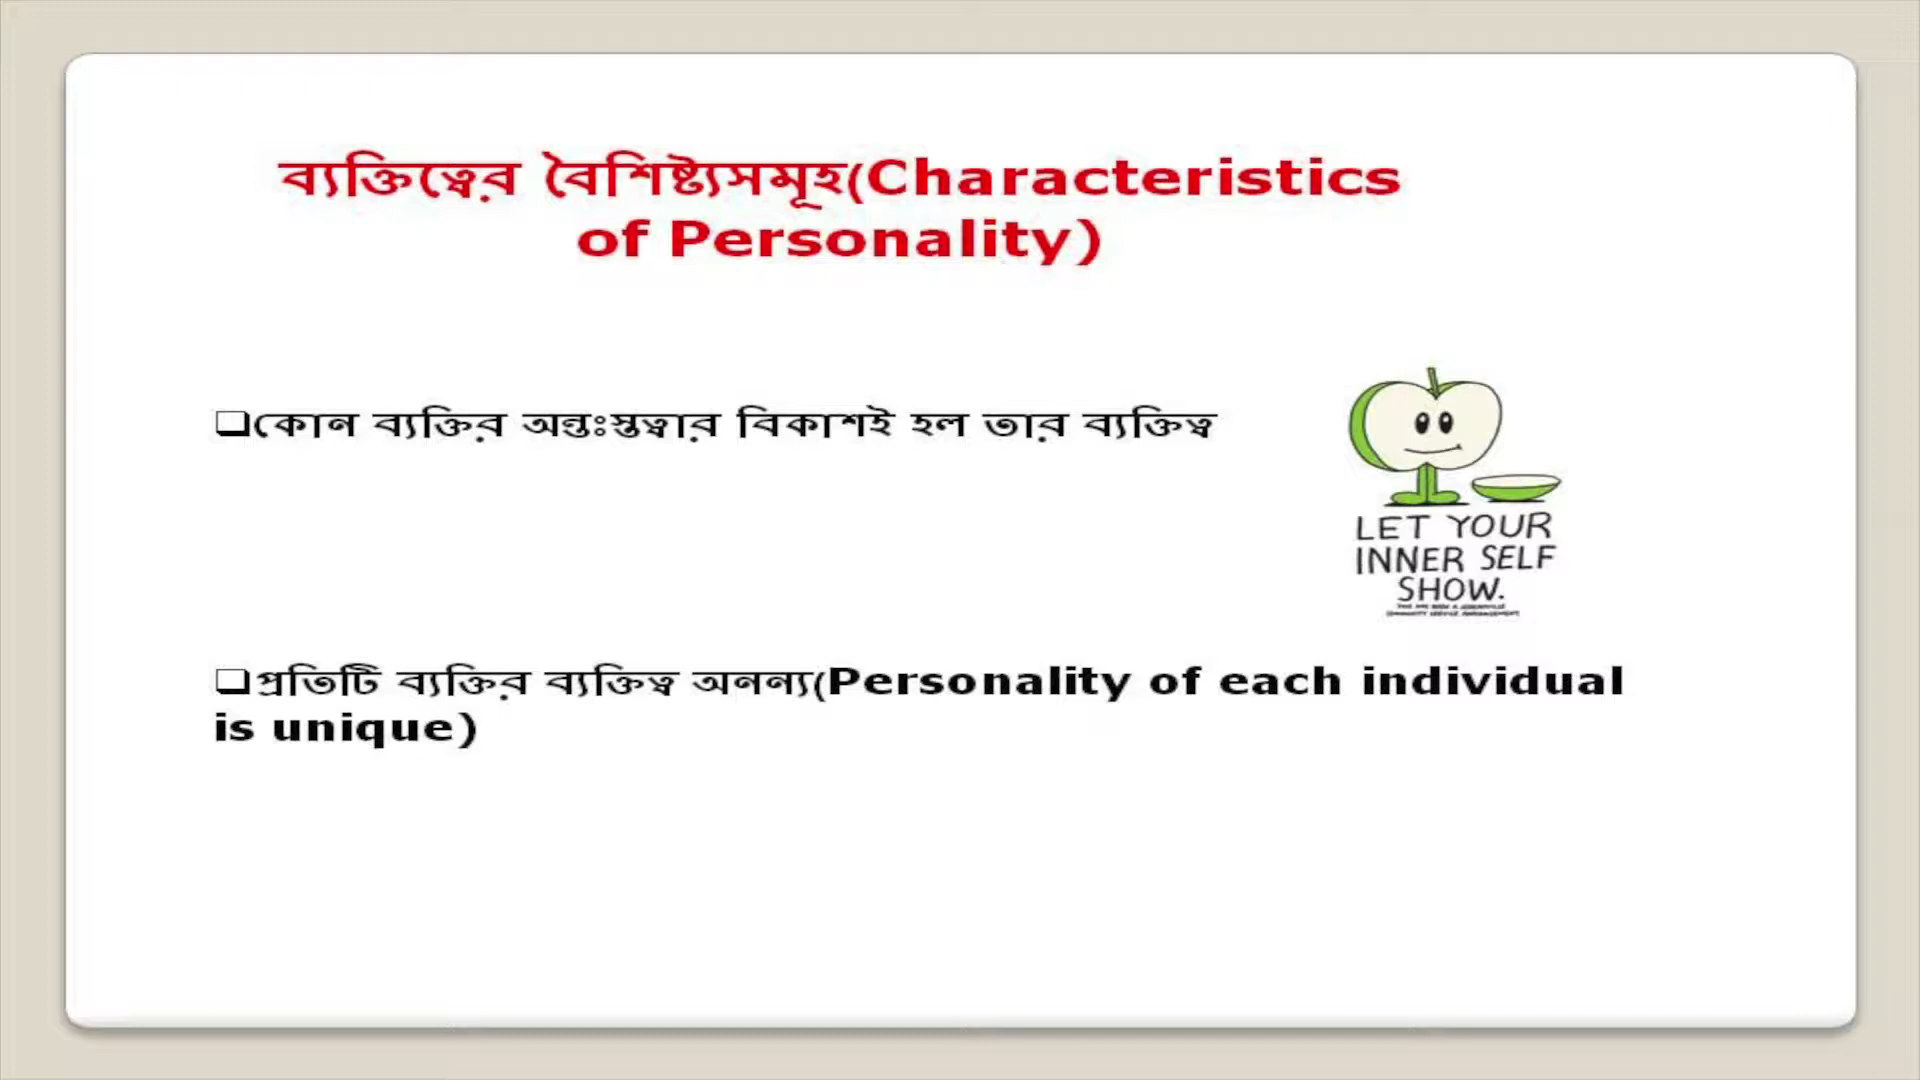 ব্যক্তিত্বের বৈশিষ্ট্যসমূহ(Characteristics
of Personality)
❑কোন ব্যক্তির অন্তঃস্তত্বার বিকাশই হল তার ব্যক্তিত্ব
LET YOUR
INNER SELF
SHOW.
❑প্রতিটি ব্যক্তির ব্যক্তিত্ব অনন্য(Personality of each individual
is unique)